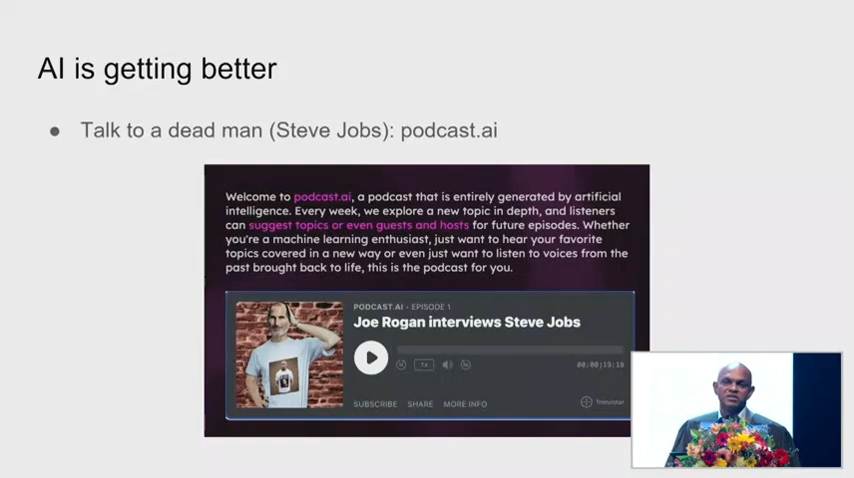 AI is getting better
● Talk to a dead man (Steve Jobs): podcast.ai
Welcome to podcast.ai, a podcast that is entirely generated by artificial
intelligence. Every week, we explore a new topic in depth, and listeners
can suggest topics or even guests and hosts for future episodes. Whether
you're a machine learning enthusiast, just want to hear your favorite
topics covered in a new way or even just want to listen to voices from the
past brought back to life, this is the podcast for you.
PODCAST.AI - EPISODE 1
Joe Rogan interviews Steve Jobs
1x
00:00|19:18
SUBSCRIBE SHARE MORE INFO